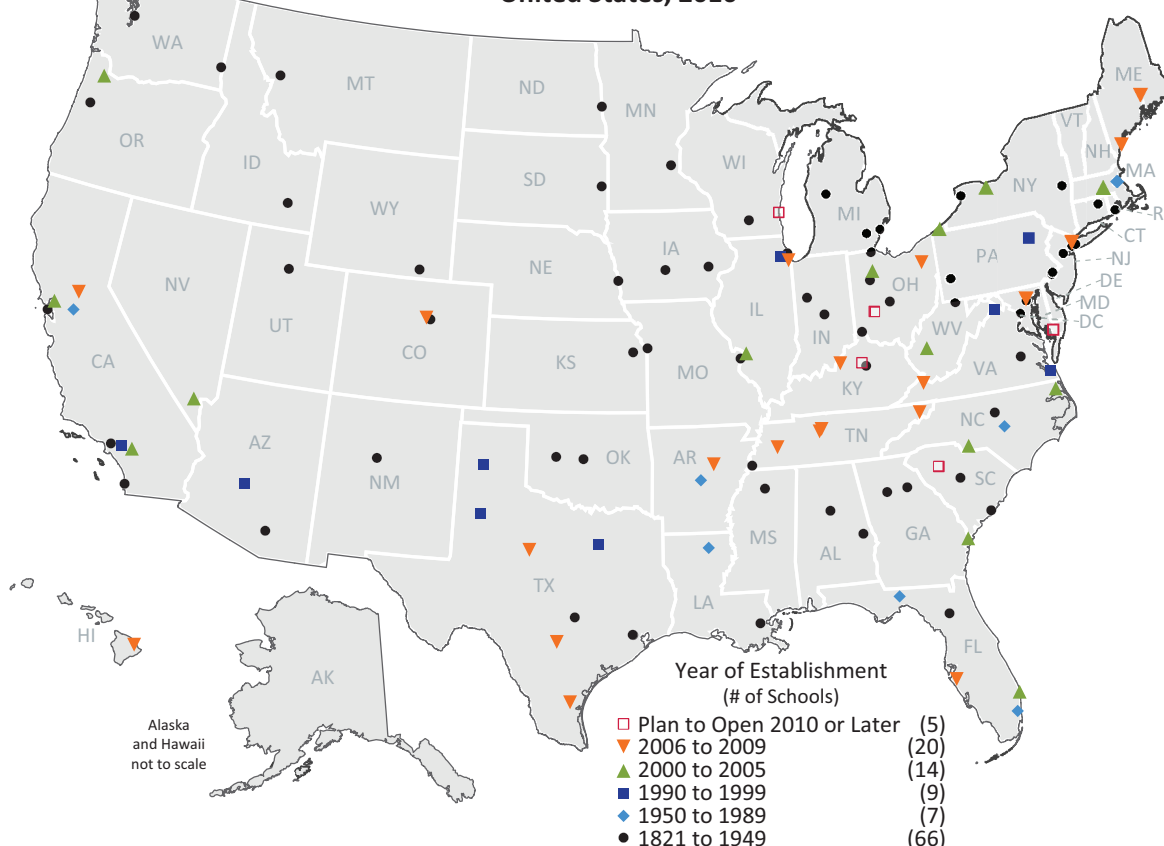 United States, 2010
WA
MT
ND
MN
ME
VT
NH
MA
OR
ID
SD
WI
MI
NY
R
CT
WY
IA
NE
PA
NJ
NV
UT
IL
IN
OH
DE
MD
DC
CA
CO
KS
MO
WV
VA
KY
AZ
NM
OK
AR
TN
NC
SC
MS
AL
GA
TX
LA
FL
HI
AK
Alaska
and Hawaii
not to scale
Year of Establishment
(# of Schools)
Plan to Open 2010 or Later (5)
2006 to 2009 (20)
2000 to 2005 (14)
1990 to 1999 (9)
1950 to 1989 (7)
1821 to 1949 (66)